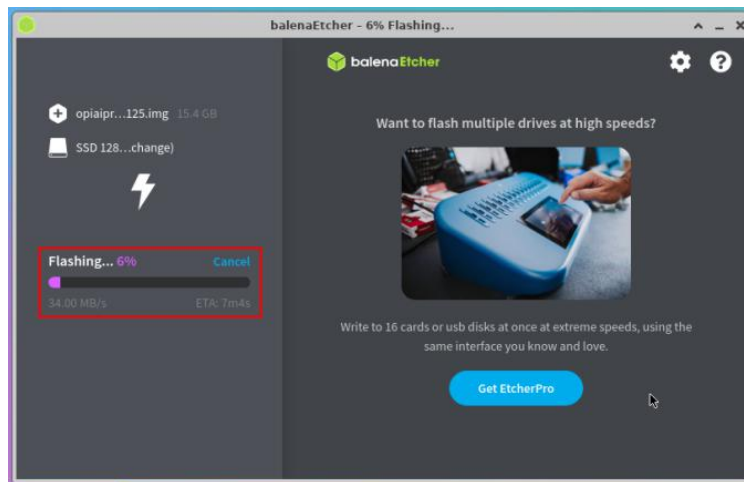 balenaEtcher - 6% Flashing...
balenaEtcher
opiaipr...125.img 15.4 GB
SSD 128...change)
Want to flash multiple drives at high speeds?
Flashing... 6% Cancel
34.00 MB/s ETA: 7m4s
Write to 16 cards or usb disks at once at extreme speeds, using the
same interface you know and love.
Get EtcherPro